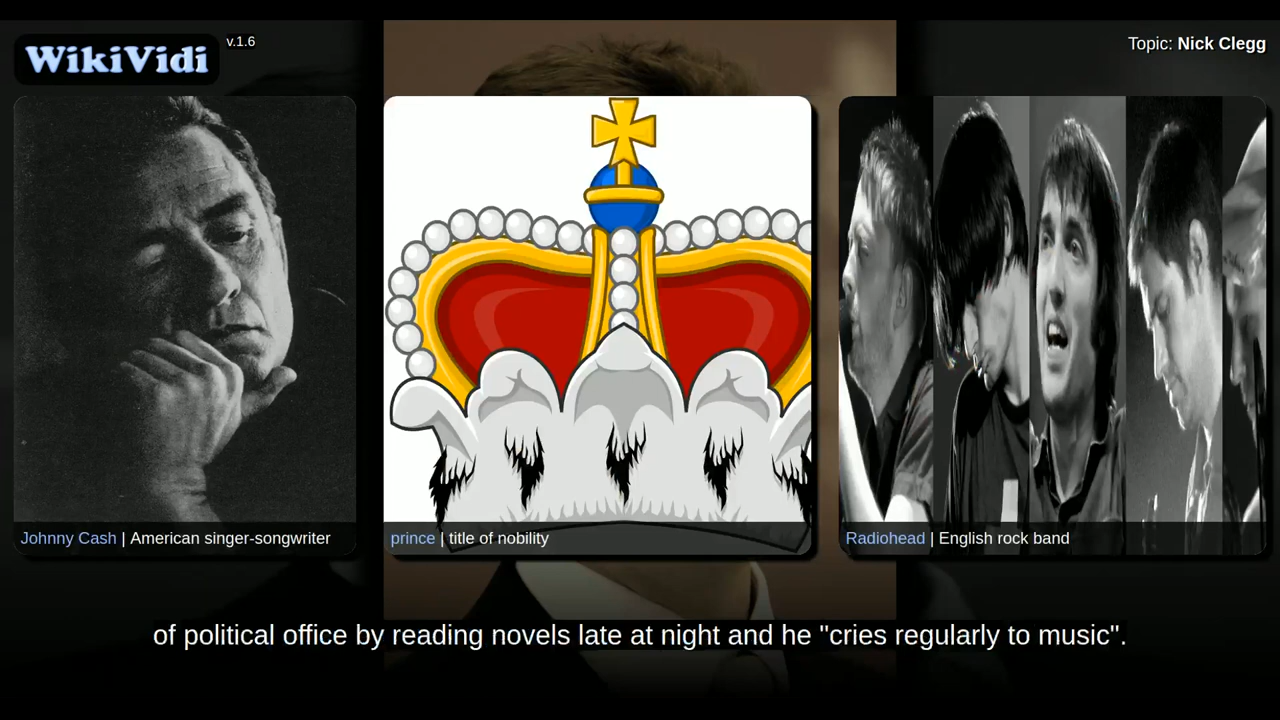 WikiVidi
v.1.6
Topic: Nick Clegg
Johnny Cash | American singer-songwriter
prince | title of nobility
Radiohead | English rock band
of political office by reading novels late at night and he "cries regularly to music".